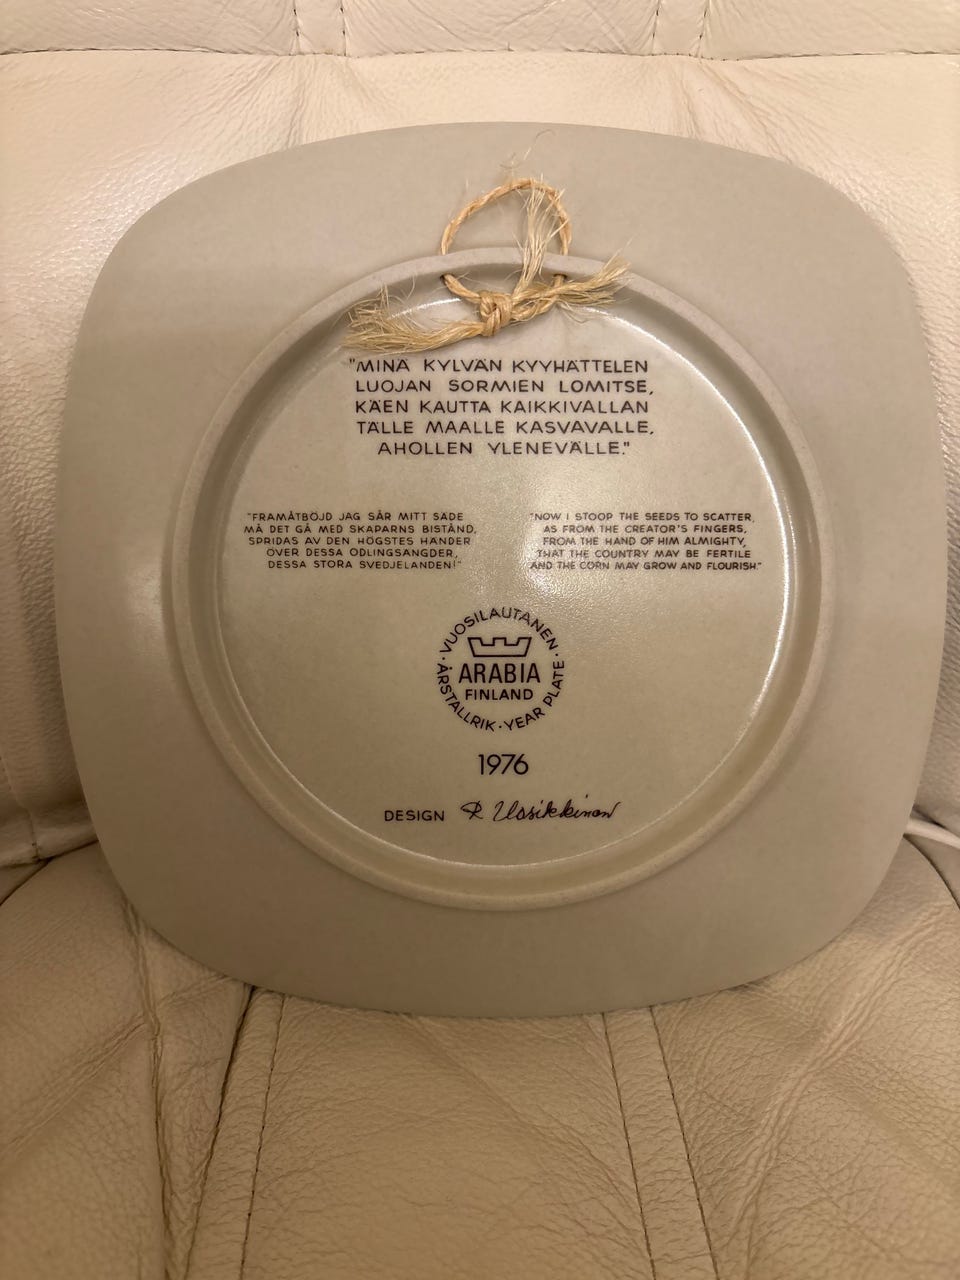 "MINÄ KYLVÄN KYYHÄTTELEN
LUOJAN SORMIEN LOMITSE,
KÄEN KAUTTA KAIKKIVALLAN
TÄLLE MAALLE KASVAVALLE,
AHOLLEN YLENEVÄLLE."
"FRAMÅTBÖJD JAG SÅR MITT SÄDE
MÅ DET GÅ MED SKAPARNS BISTÅND,
SPRIDAS AV DEN HÖGSTES HÄNDER
ÖVER DESSA ODLINGSÄNGDER,
DESSA STORA SVEDJELANDEN!"
"NOW I STOOP THE SEEDS TO SCATTER,
AS FROM THE CREATOR'S FINGERS,
FROM THE HAND OF HIM ALMIGHTY,
THAT THE COUNTRY MAY BE FERTILE
AND THE CORN MAY GROW AND FLOURISH."
· VUOSILAUTANEN ·
ARABIA
FINLAND
ÅRSTALLRIK · YEAR PLATE
1976
DESIGN R Uosikkinen